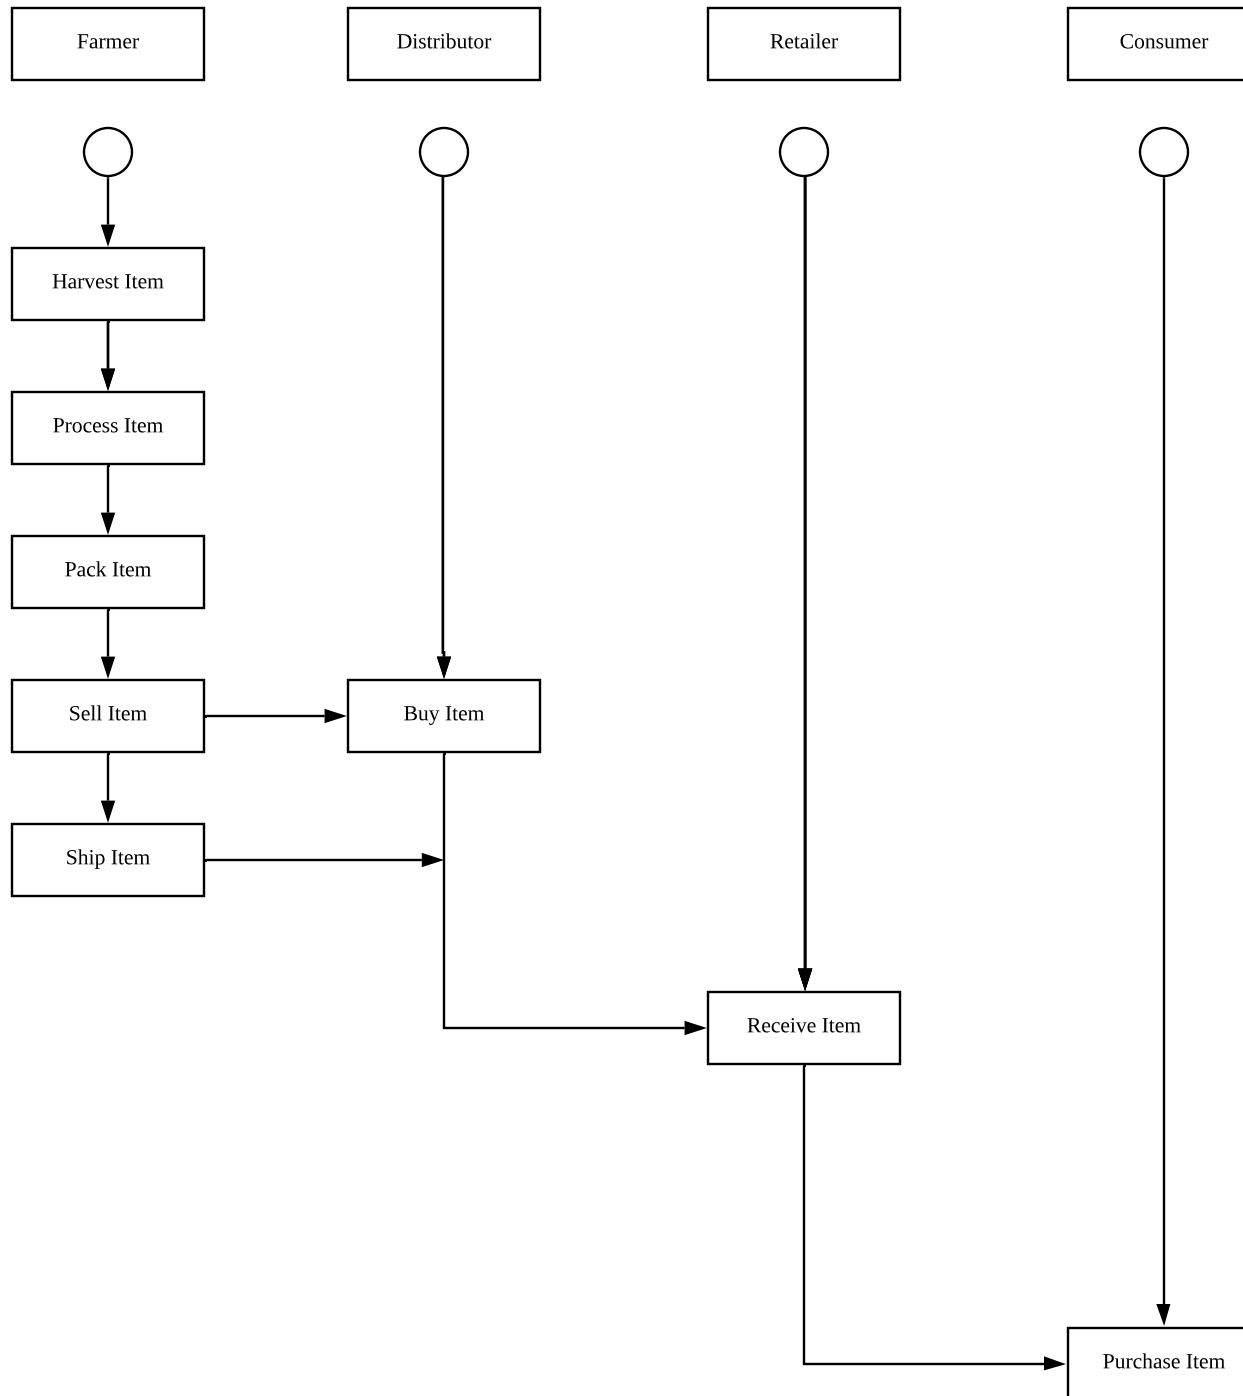 Farmer
Distributor
Retailer
Consumer
Harvest Item
Process Item
Pack Item
Sell Item
Buy Item
Ship Item
Receive Item
Purchase Item